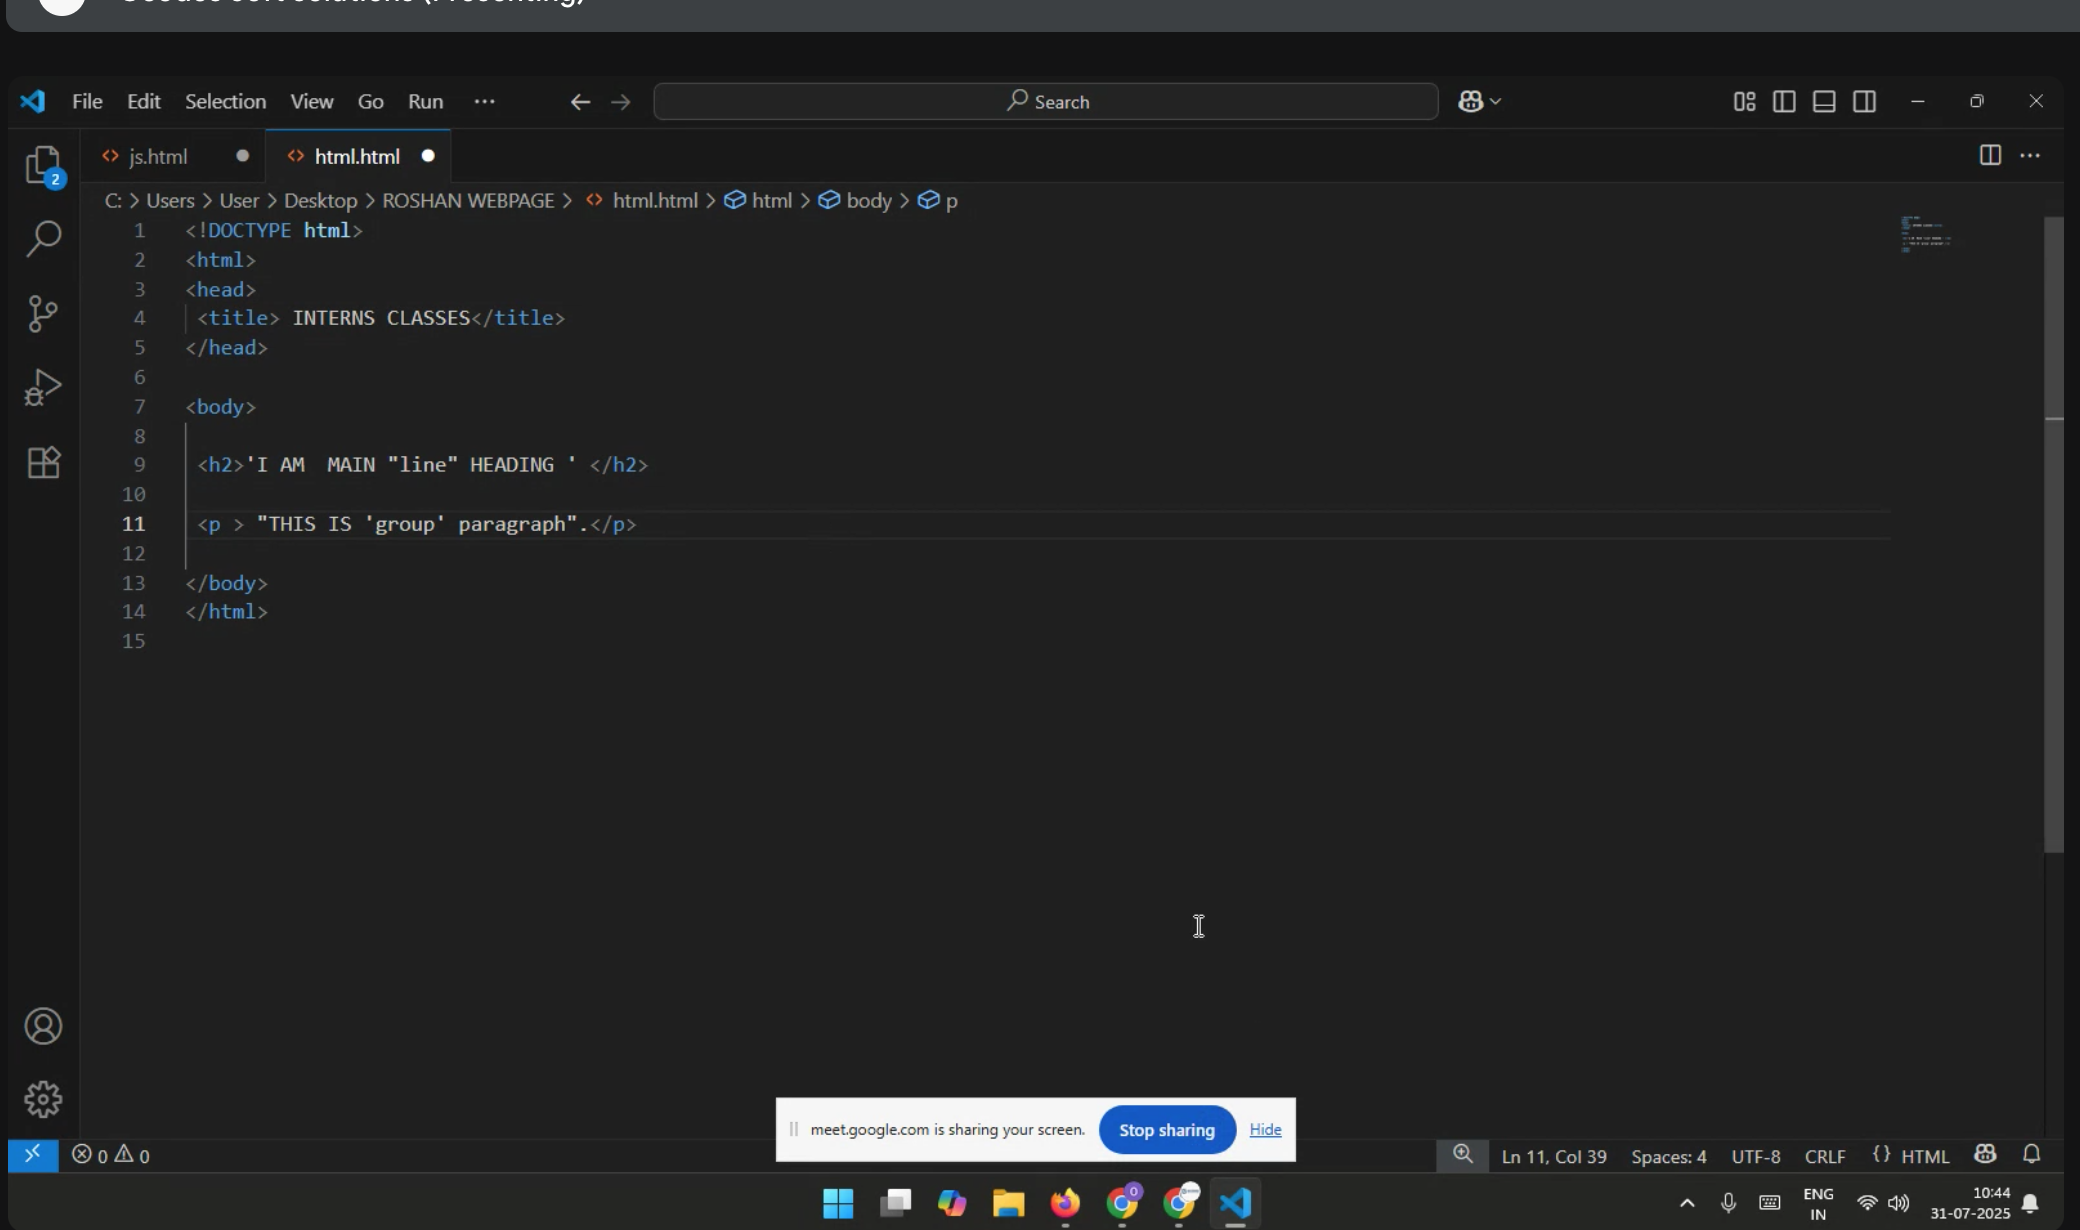 File Edit Selection View Go Run ··· Search
js.html html.html
2
C: > Users > User > Desktop > ROSHAN WEBPAGE > html.html > html > body > p
1 <!DOCTYPE html>
2 <html>
3 <head>
4 <title> INTERNS CLASSES</title>
5 </head>
6
7 <body>
8
9 <h2>'I AM  MAIN "line" HEADING ' </h2>
10
11 <p > "THIS IS 'group' paragraph".</p>
12
13 </body>
14 </html>
15
meet.google.com is sharing your screen. Stop sharing Hide
0 0 Ln 11, Col 39 Spaces: 4 UTF-8 CRLF {} HTML
ENG 10:44
IN 31-07-2025